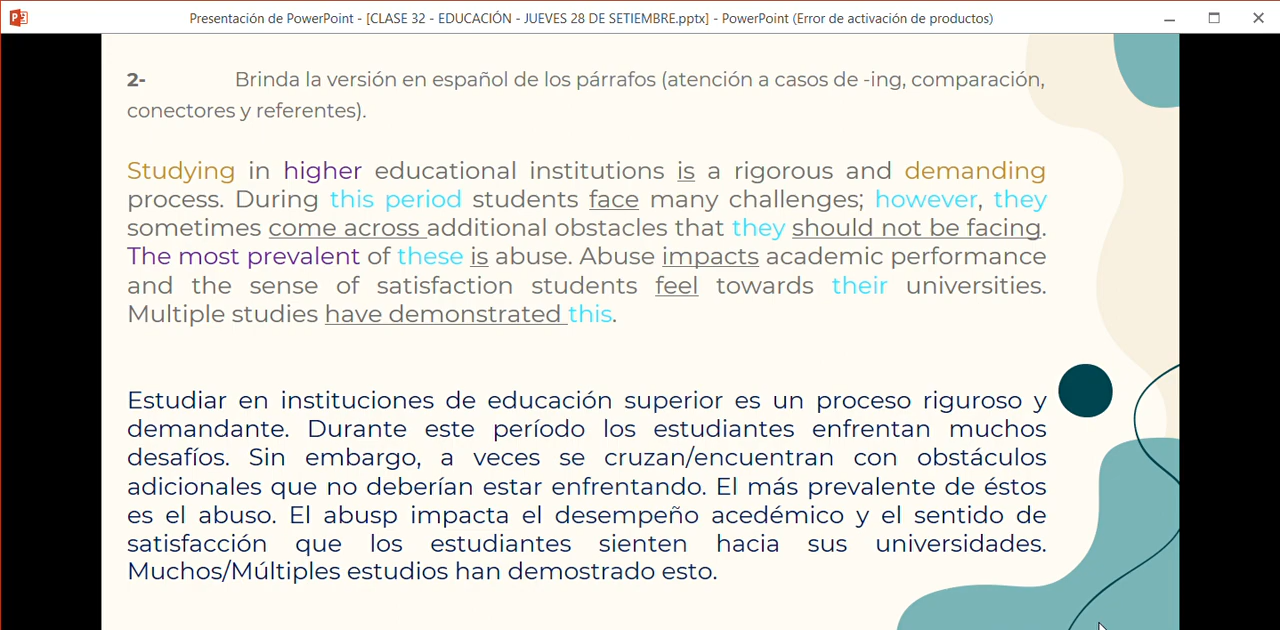 Presentación de PowerPoint - [CLASE 32 - EDUCACIÓN - JUEVES 28 DE SETIEMBRE.pptx] - PowerPoint (Error de activación de productos)
2- Brinda la versión en español de los párrafos (atención a casos de -ing, comparación,
conectores y referentes).
Studying in higher educational institutions is a rigorous and demanding
process. During this period students face many challenges; however, they
sometimes come across additional obstacles that they should not be facing.
The most prevalent of these is abuse. Abuse impacts academic performance
and the sense of satisfaction students feel towards their universities.
Multiple studies have demonstrated this.
Estudiar en instituciones de educación superior es un proceso riguroso y
demandante. Durante este período los estudiantes enfrentan muchos
desafíos. Sin embargo, a veces se cruzan/encuentran con obstáculos
adicionales que no deberían estar enfrentando. El más prevalente de éstos
es el abuso. El abusp impacta el desempeño acedémico y el sentido de
satisfacción que los estudiantes sienten hacia sus universidades.
Muchos/Múltiples estudios han demostrado esto.